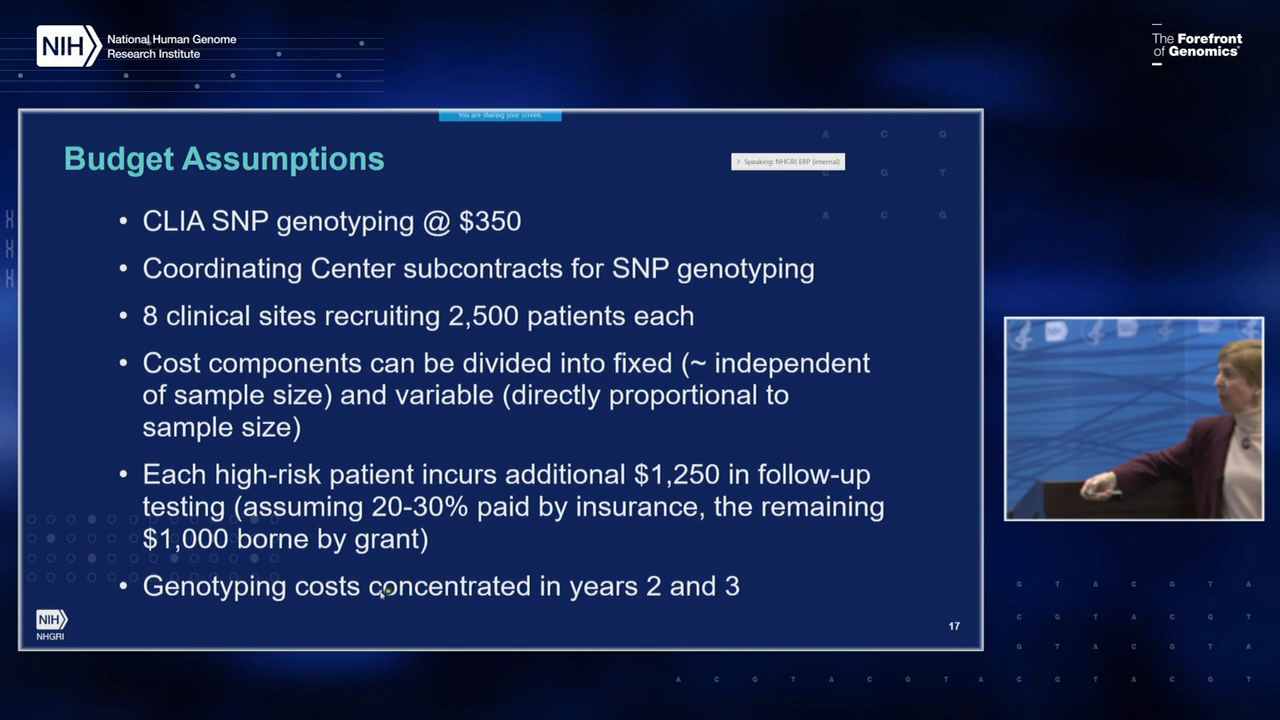 NIH
National Human Genome
Research Institute
The Forefront
of Genomics
You are sharing your screen.
Budget Assumptions
Speaking: NHGRI ERP (internal)
A C G
C G T
A C G
• CLIA SNP genotyping @ $350
• Coordinating Center subcontracts for SNP genotyping
• 8 clinical sites recruiting 2,500 patients each
• Cost components can be divided into fixed (~ independent
of sample size) and variable (directly proportional to
sample size)
• Each high-risk patient incurs additional $1,250 in follow-up
testing (assuming 20-30% paid by insurance, the remaining
$1,000 borne by grant)
• Genotyping costs concentrated in years 2 and 3
NIH
NHGRI
17
G T A C G T A
C G T A C G T
G T A C G T A
A C G T A C G T A C G T A C G T